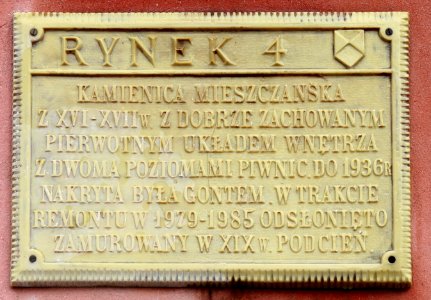 RYNEK 4
KAMIENICA MIESZCZAŃSKA
Z XVI-XVII w. Z DOBRZE ZACHOWANYM
PIERWOTNYM UKŁADEM WNĘTRZA
Z DWOMA POZIOMAMI PIWNIC. DO 1936 r.
NAKRYTA BYŁA GONTEM. W TRAKCIE
REMONTU W 1979-1985 ODSŁONIĘTO
ZAMUROWANY W XIX w. PODCIEŃ